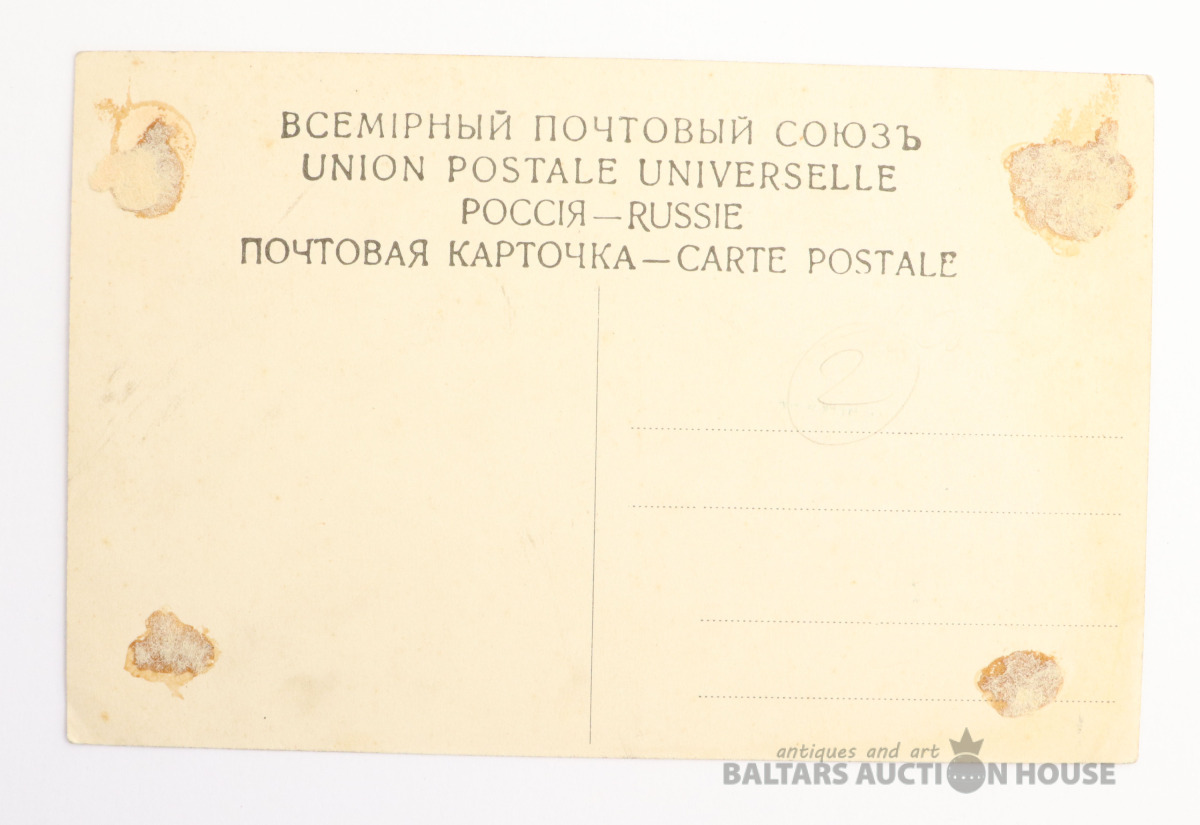 ВСЕМІРНЫЙ ПОЧТОВЫЙ СОЮЗЪ
UNION POSTALE UNIVERSELLE
РОССІЯ — RUSSIE
ПОЧТОВАЯ КАРТОЧКА — CARTE POSTALE
2
antiques and art
BALTARS AUCTION HOUSE